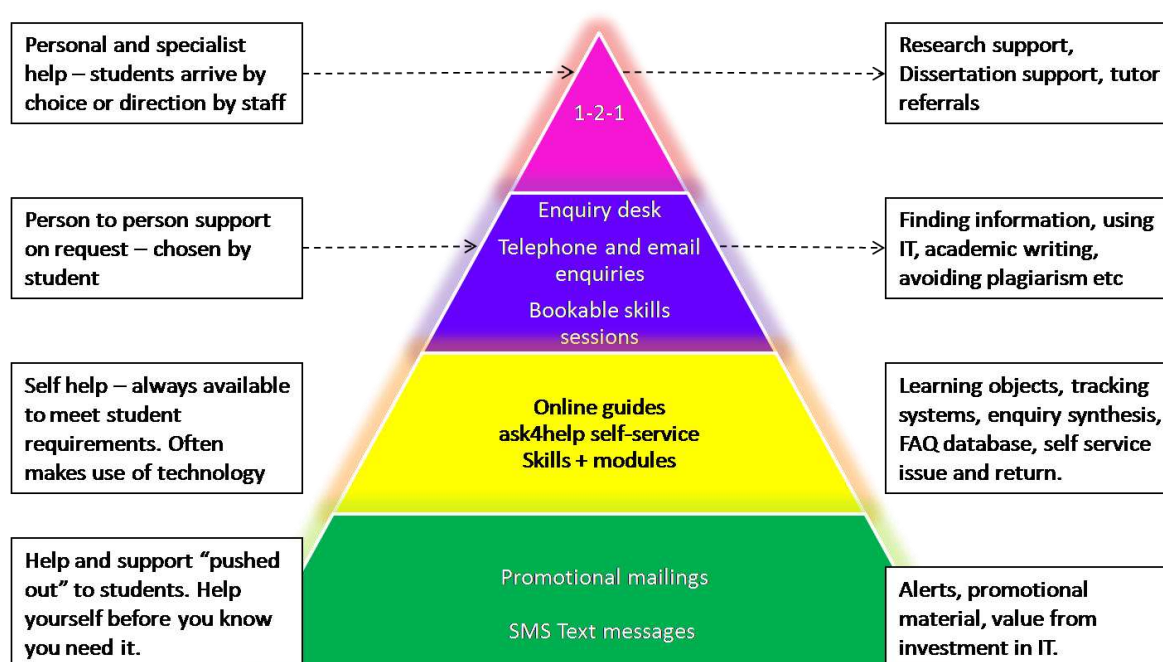 Personal and specialist
help – students arrive by
choice or direction by staff
1-2-1
Research support,
Dissertation support, tutor
referrals
Person to person support
on request – chosen by
student
Enquiry desk
Telephone and email
enquiries
Bookable skills
sessions
Finding information, using
IT, academic writing,
avoiding plagiarism etc
Self help – always available
to meet student
requirements. Often
makes use of technology
Online guides
ask4help self-service
Skills + modules
Learning objects, tracking
systems, enquiry synthesis,
FAQ database, self service
issue and return.
Help and support “pushed
out” to students. Help
yourself before you know
you need it.
Promotional mailings
SMS Text messages
Alerts, promotional
material, value from
investment in IT.